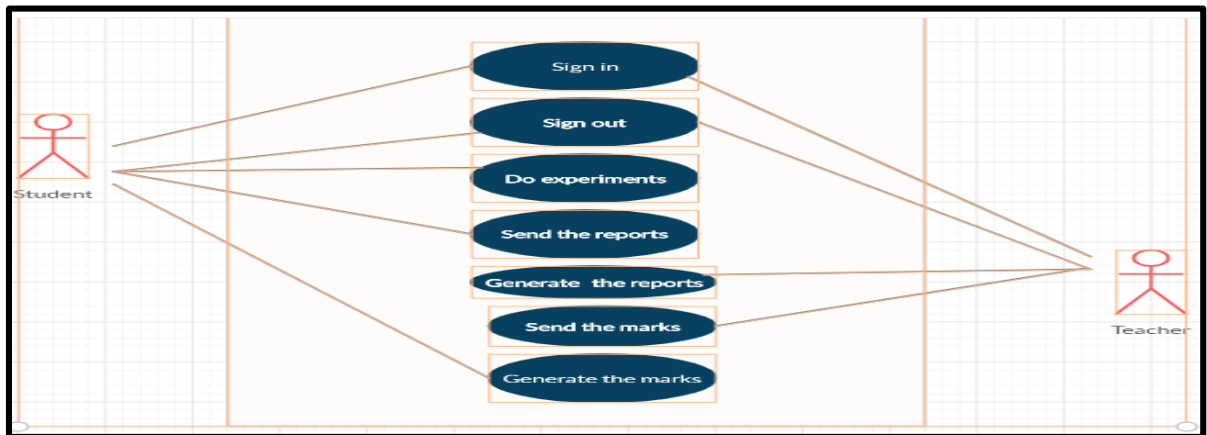 Sign in
Sign out
Do experiments
Student
Send the reports
Generate the reports
Send the marks
Teacher
Generate the marks